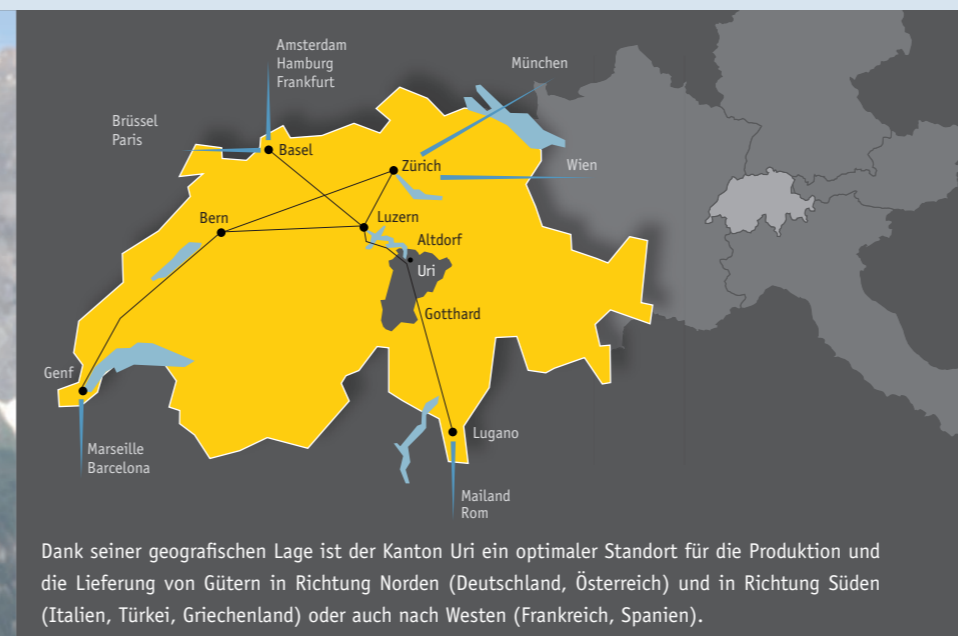 Amsterdam
Hamburg
Frankfurt
München
Brüssel
Paris
Basel
Zürich
Wien
Bern
Luzern
Altdorf
Uri
Gotthard
Genf
Lugano
Marseille
Barcelona
Mailand
Rom
Dank seiner geografischen Lage ist der Kanton Uri ein optimaler Standort für die Produktion und
die Lieferung von Gütern in Richtung Norden (Deutschland, Österreich) und in Richtung Süden
(Italien, Türkei, Griechenland) oder auch nach Westen (Frankreich, Spanien).